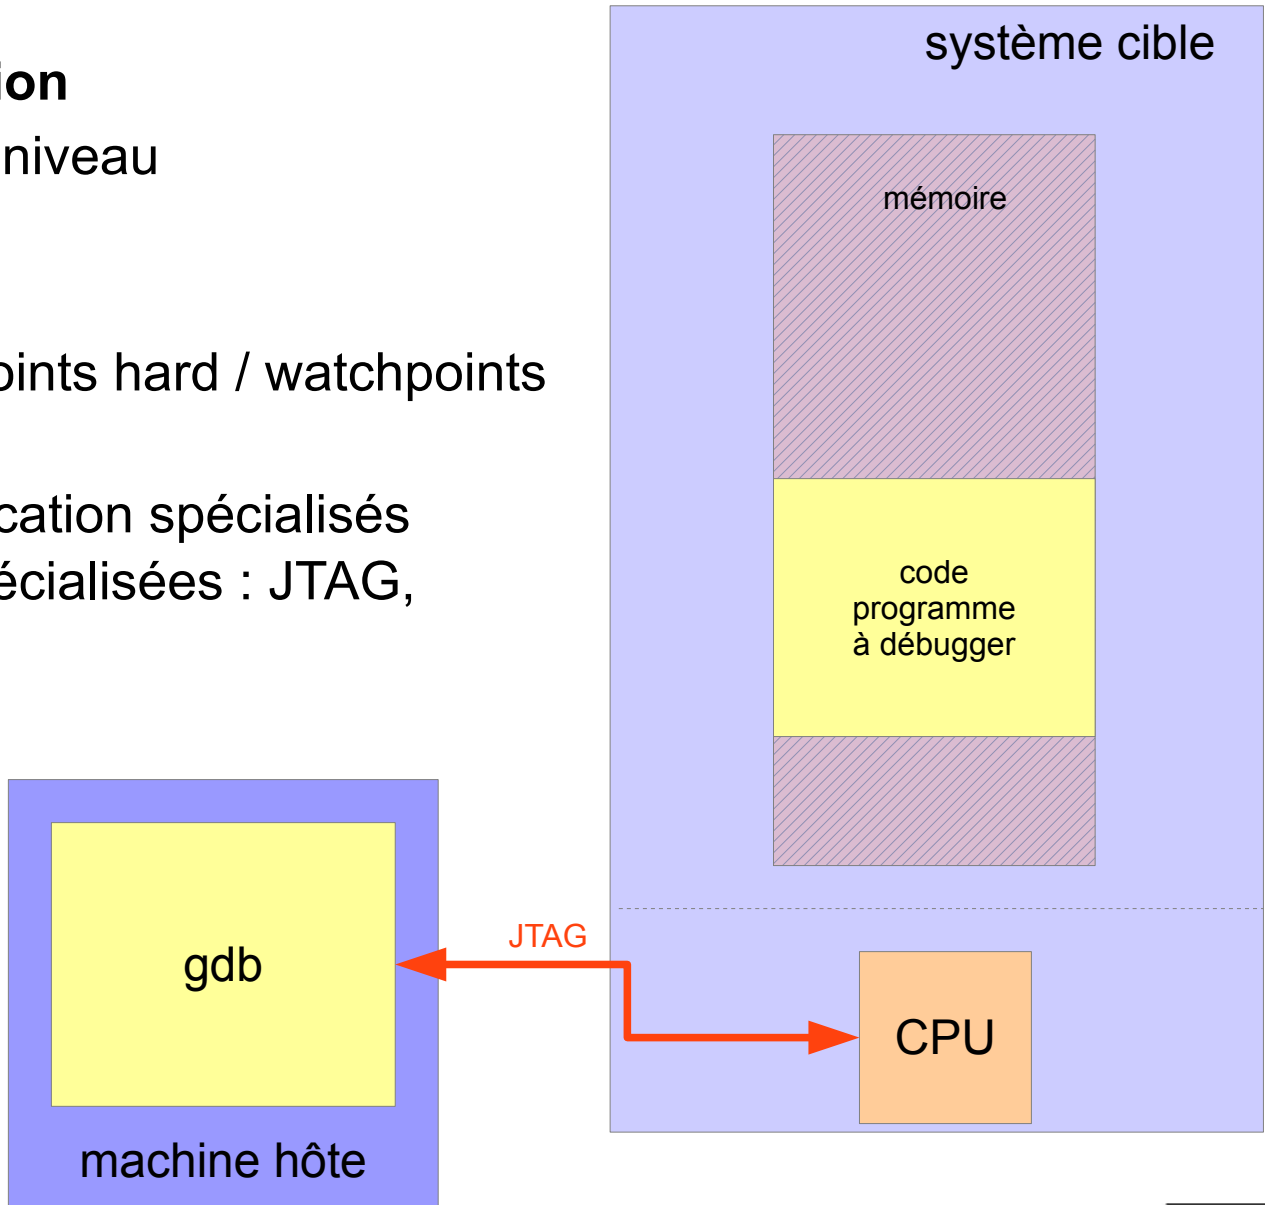 ion
niveau
oints hard / watchpoints
cation spécialisés
écialisées : JTAG,
système cible
mémoire
code
programme
à débugger
JTAG
gdb
CPU
machine hôte